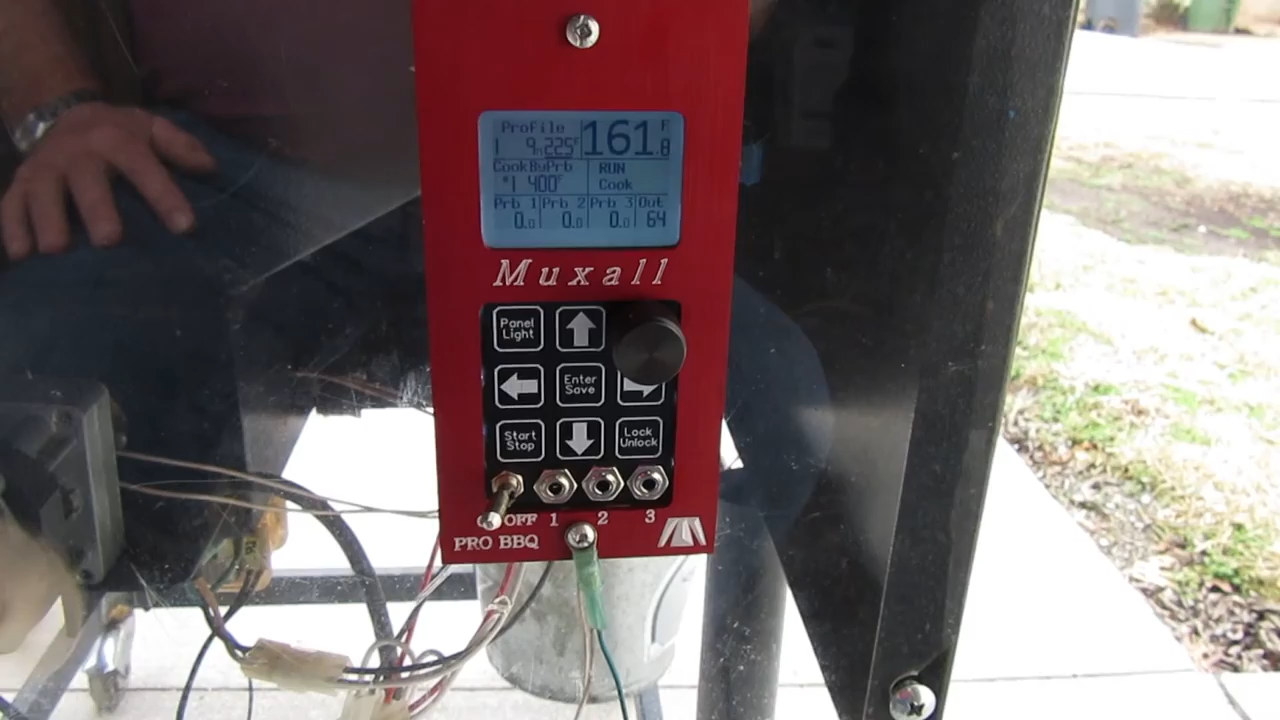 Profile
161.8 F
1 225°F
CookByPrb
RUN
*1 400°F
Cook
Prb 1 Prb 2 Prb 3 Out
0.0 0.0 0.0 64
Muxall
Panel
Light
Enter
Save
Start
Stop
Lock
Unlock
OFF 1 2 3
PRO BBQ